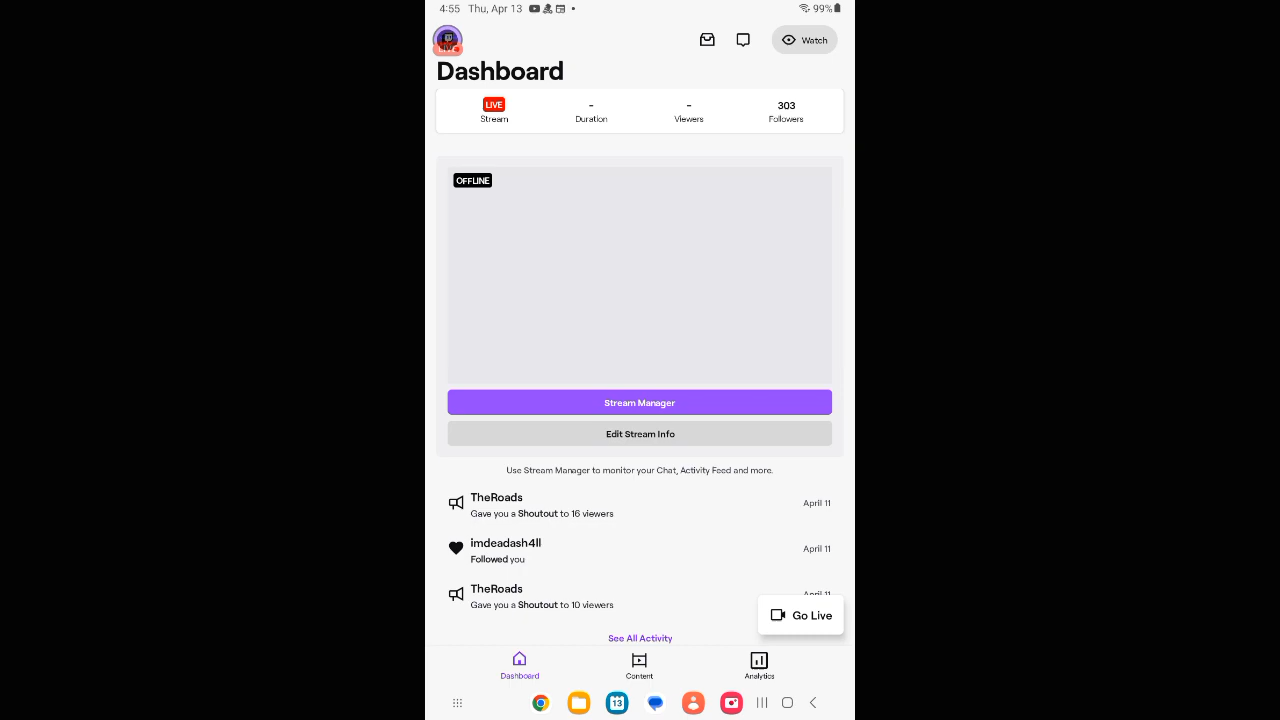 4:55 Thu, Apr 13
99%
Watch
Dashboard
LIVE - - 303
Stream Duration Viewers Followers
OFFLINE
Stream Manager
Edit Stream Info
Use Stream Manager to monitor your Chat, Activity Feed and more.
TheRoads
Gave you a Shoutout to 16 viewers
April 11
imdeadash4ll
Followed you
April 11
TheRoads
Gave you a Shoutout to 10 viewers
April 11
Go Live
See All Activity
Dashboard Content Analytics
13